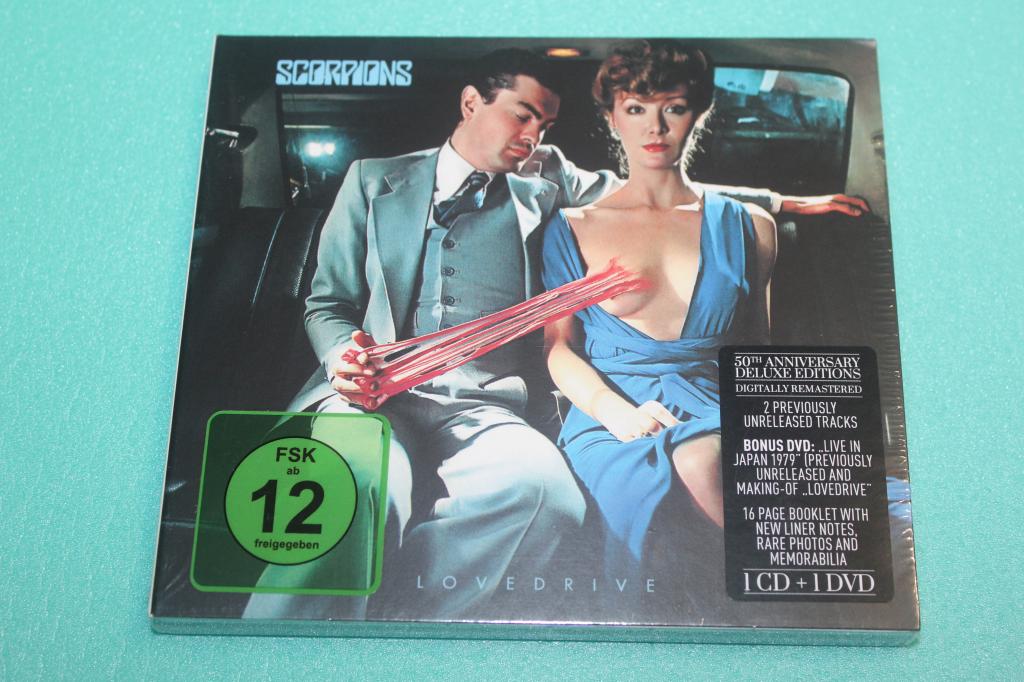 SCORPIONS
50TH ANNIVERSARY
DELUXE EDITIONS
DIGITALLY REMASTERED
2 PREVIOUSLY
UNRELEASED TRACKS
BONUS DVD: „LIVE IN
JAPAN 1979“ (PREVIOUSLY
UNRELEASED AND
MAKING-OF „LOVEDRIVE“
16 PAGE BOOKLET WITH
NEW LINER NOTES,
RARE PHOTOS AND
MEMORABILIA
1 CD + 1 DVD
FSK
ab
12
freigegeben
LOVEDRIVE